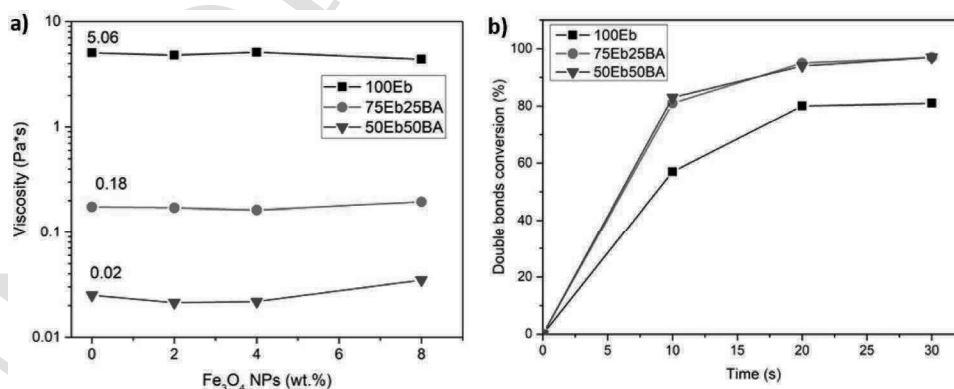 a)
10
5.06
100Eb
75Eb25BA
50Eb50BA
1
0.18
0.1
0.02
0.01
Viscosity (Pa*s)
0 2 4 6 8
Fe₃O₄ NPs (wt.%)
b)
100Eb
75Eb25BA
50Eb50BA
100
80
60
40
20
0
Double bonds conversion (%)
0 5 10 15 20 25 30
Time (s)